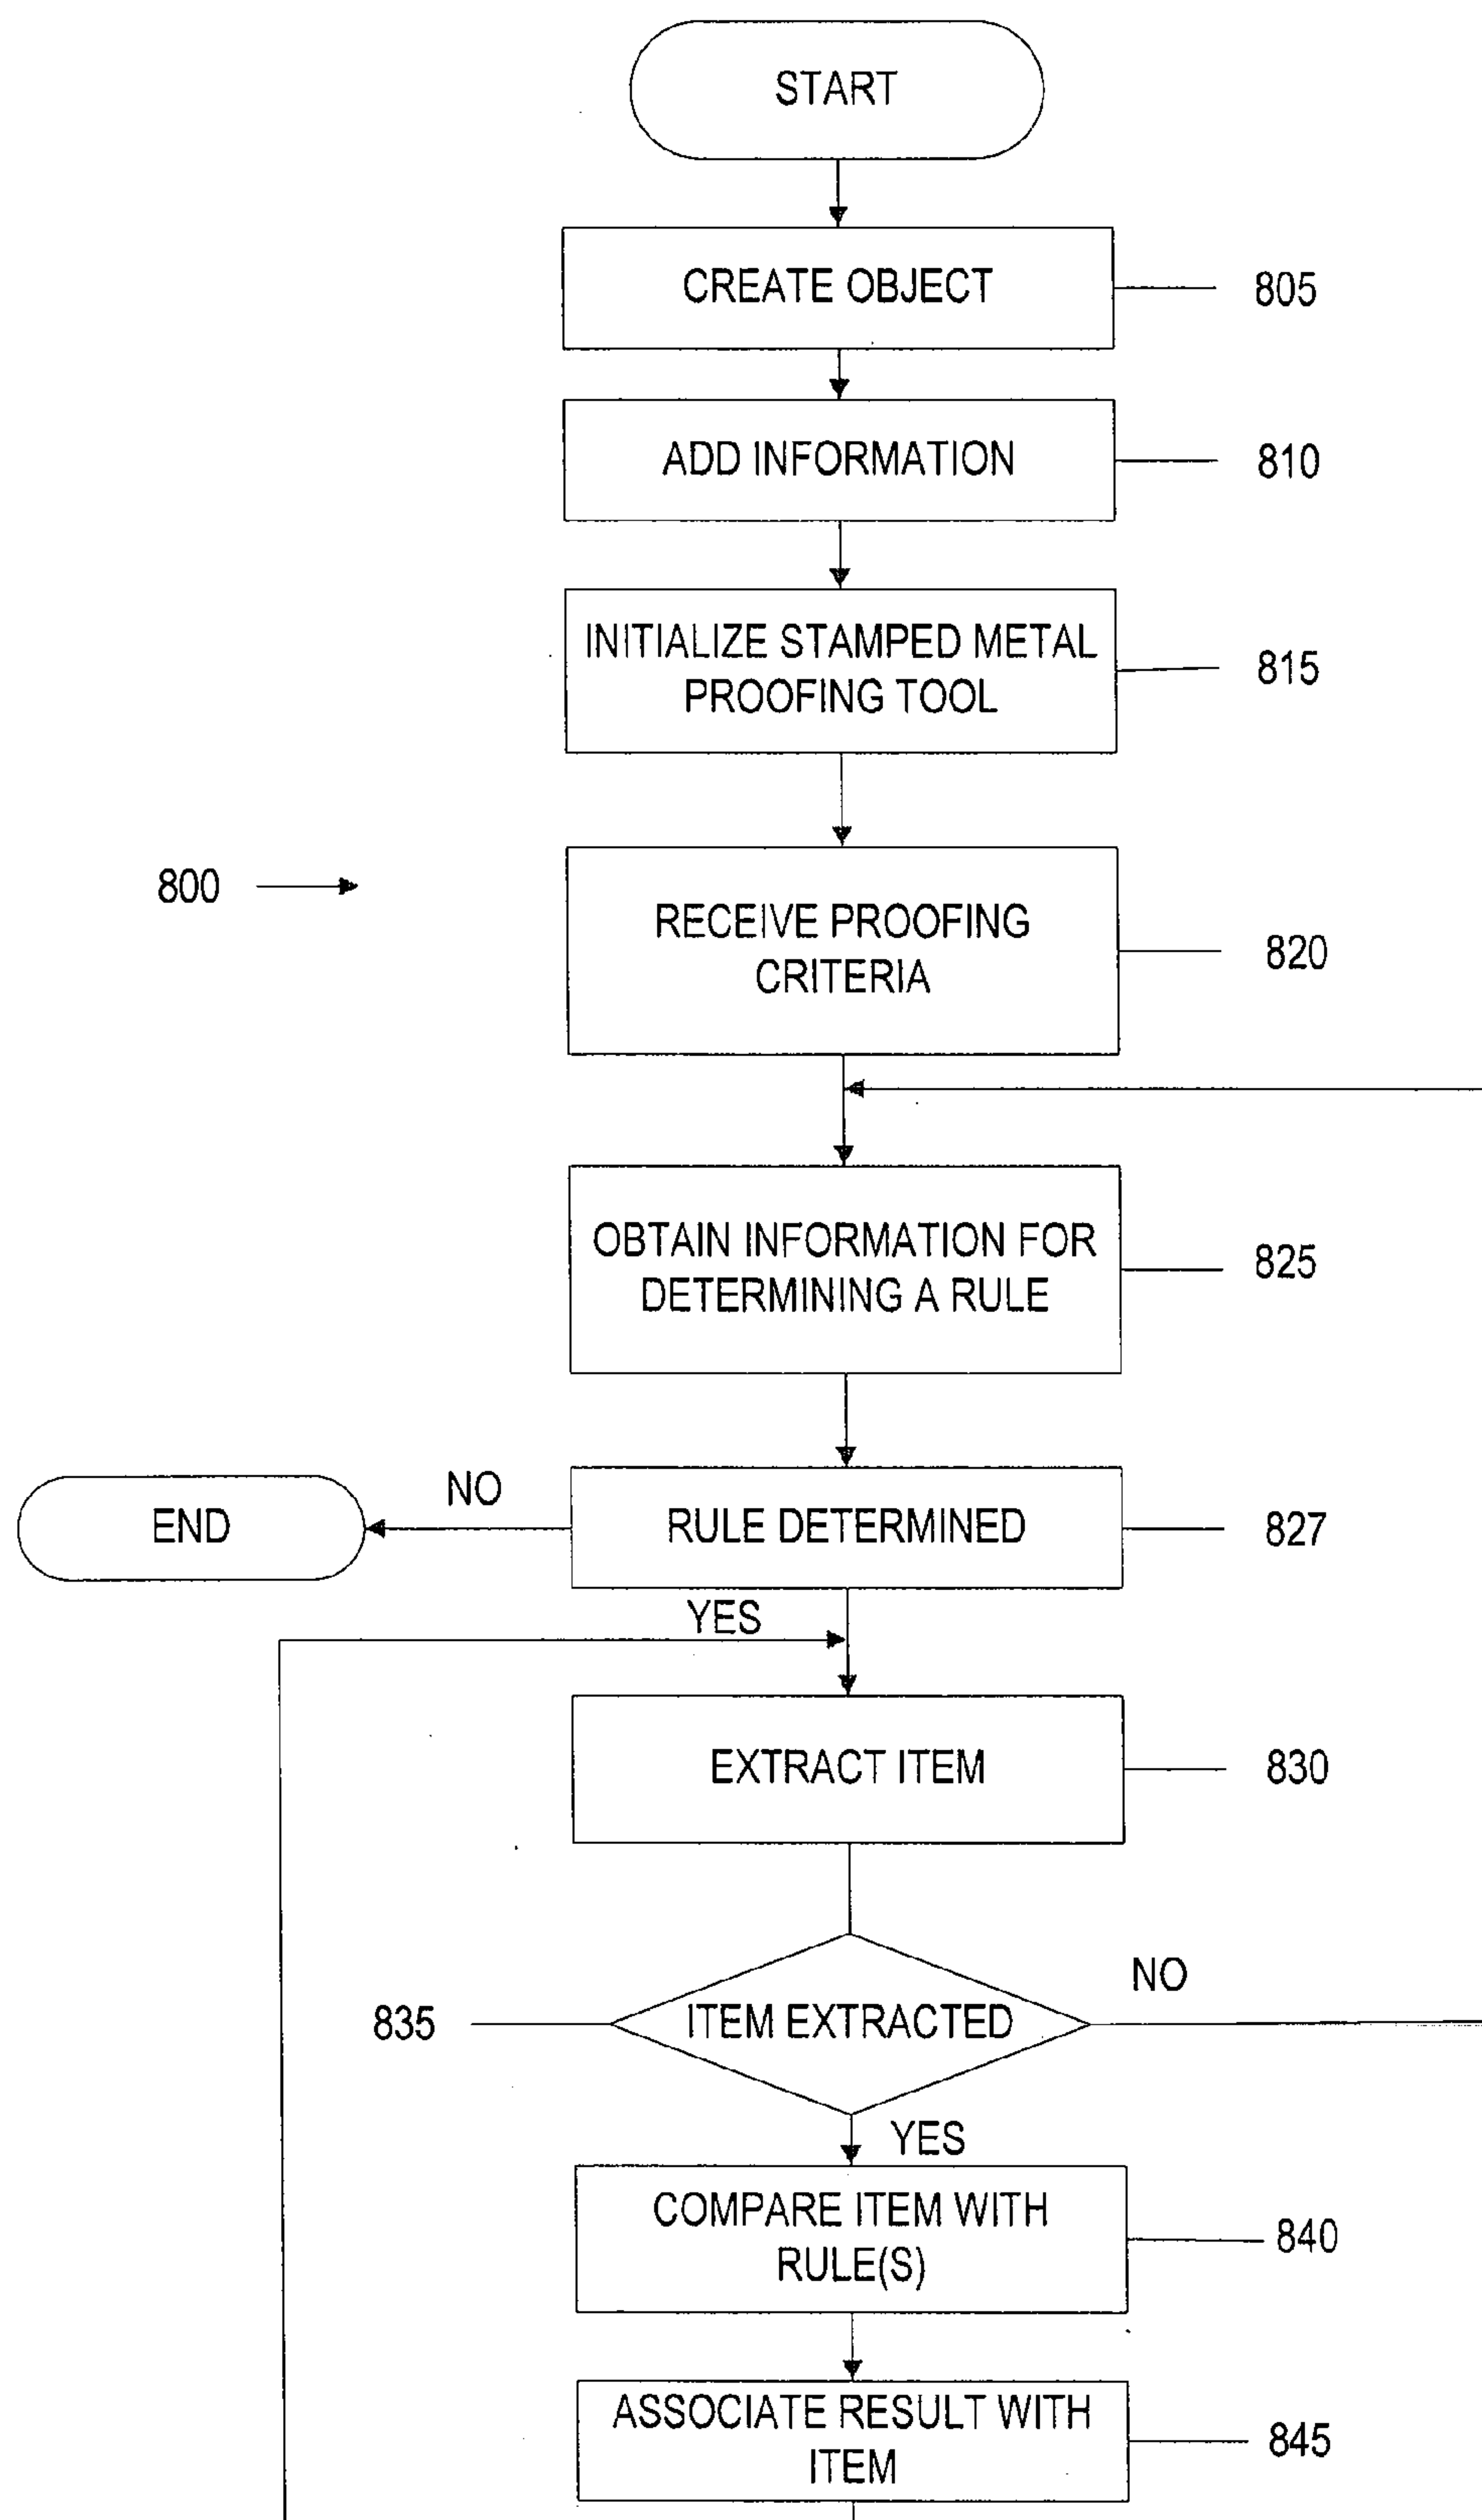 START
CREATE OBJECT
805
ADD INFORMATION
810
INITIALIZE STAMPED METAL
PROOFING TOOL
815
800
RECEIVE PROOFING
CRITERIA
820
OBTAIN INFORMATION FOR
DETERMINING A RULE
825
END
NO
RULE DETERMINED
827
YES
EXTRACT ITEM
830
835
ITEM EXTRACTED
NO
YES
COMPARE ITEM WITH
RULE(S)
840
ASSOCIATE RESULT WITH
ITEM
845